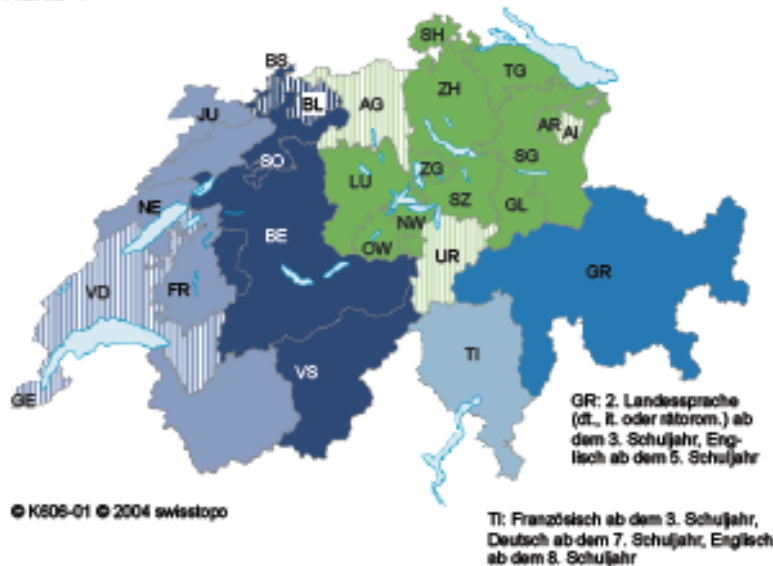 SH
BS
TG
BL
ZH
AG
JU
AR
AI
SO
SG
LU
ZG
SZ
NE
NW
GL
BE
OW
UR
GR
VD
FR
TI
VS
GE
GR: 2. Landessprache
(dt., it. oder rätorom.) ab
dem 3. Schuljahr, Eng-
lisch ab dem 5. Schuljahr
© K606-01 © 2004 swisstopo
TI: Französisch ab dem 3. Schuljahr,
Deutsch ab dem 7. Schuljahr, Englisch
ab dem 8. Schuljahr